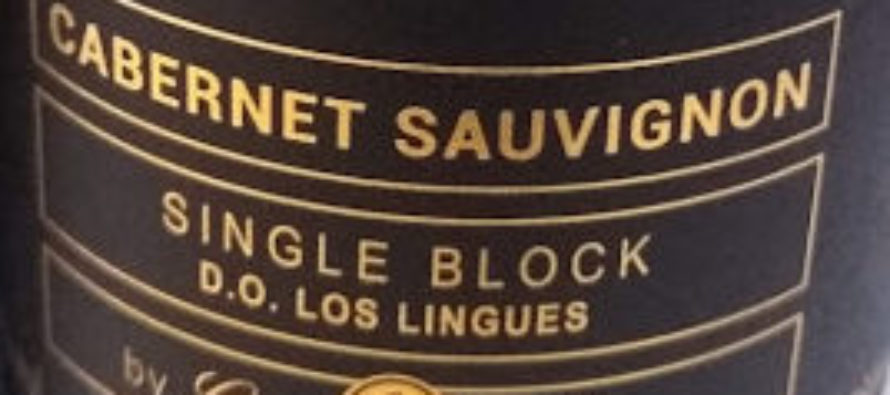 CABERNET SAUVIGNON
SINGLE BLOCK
D.O. LOS LINGUES
by